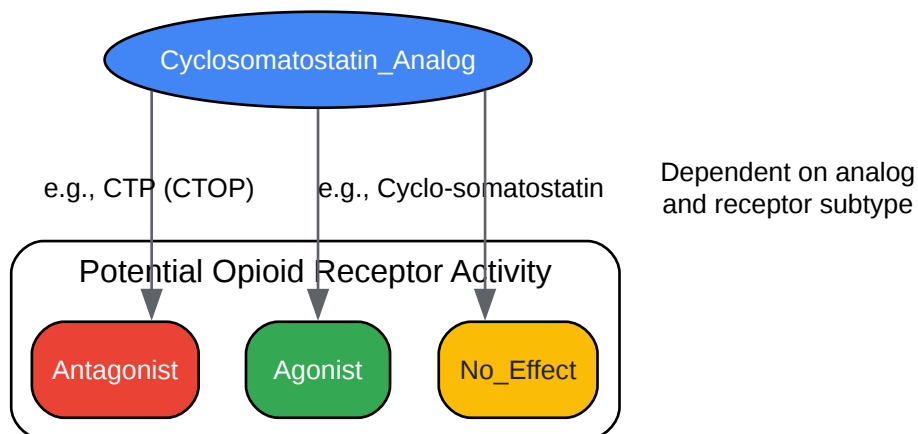 Cyclosomatostatin_Analog
e.g., CTP (CTOP)
e.g., Cyclo-somatostatin
Dependent on analog
and receptor subtype
Potential Opioid Receptor Activity
Antagonist
Agonist
No_Effect